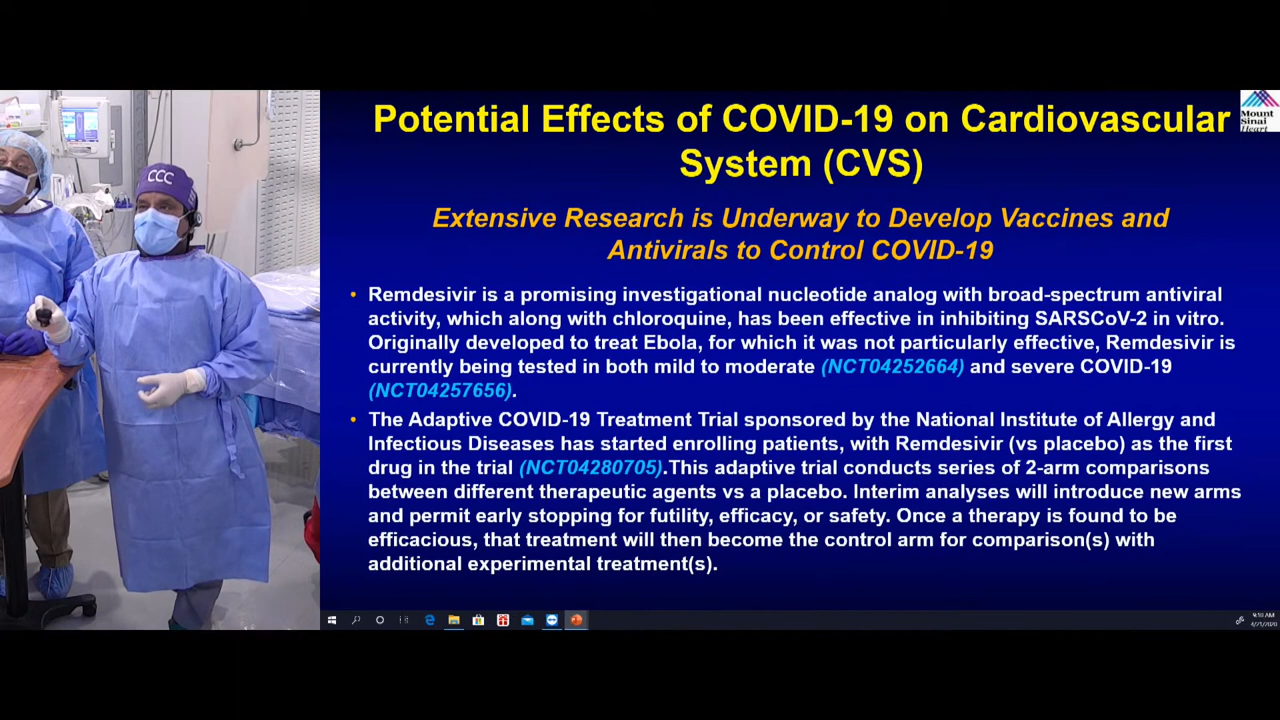 CCC
Potential Effects of COVID-19 on Cardiovascular
System (CVS)
Mount
Sinai
Heart
Extensive Research is Underway to Develop Vaccines and
Antivirals to Control COVID-19
• Remdesivir is a promising investigational nucleotide analog with broad-spectrum antiviral
activity, which along with chloroquine, has been effective in inhibiting SARSCoV-2 in vitro.
Originally developed to treat Ebola, for which it was not particularly effective, Remdesivir is
currently being tested in both mild to moderate (NCT04252664) and severe COVID-19
(NCT04257656).
• The Adaptive COVID-19 Treatment Trial sponsored by the National Institute of Allergy and
Infectious Diseases has started enrolling patients, with Remdesivir (vs placebo) as the first
drug in the trial (NCT04280705).This adaptive trial conducts series of 2-arm comparisons
between different therapeutic agents vs a placebo. Interim analyses will introduce new arms
and permit early stopping for futility, efficacy, or safety. Once a therapy is found to be
efficacious, that treatment will then become the control arm for comparison(s) with
additional experimental treatment(s).